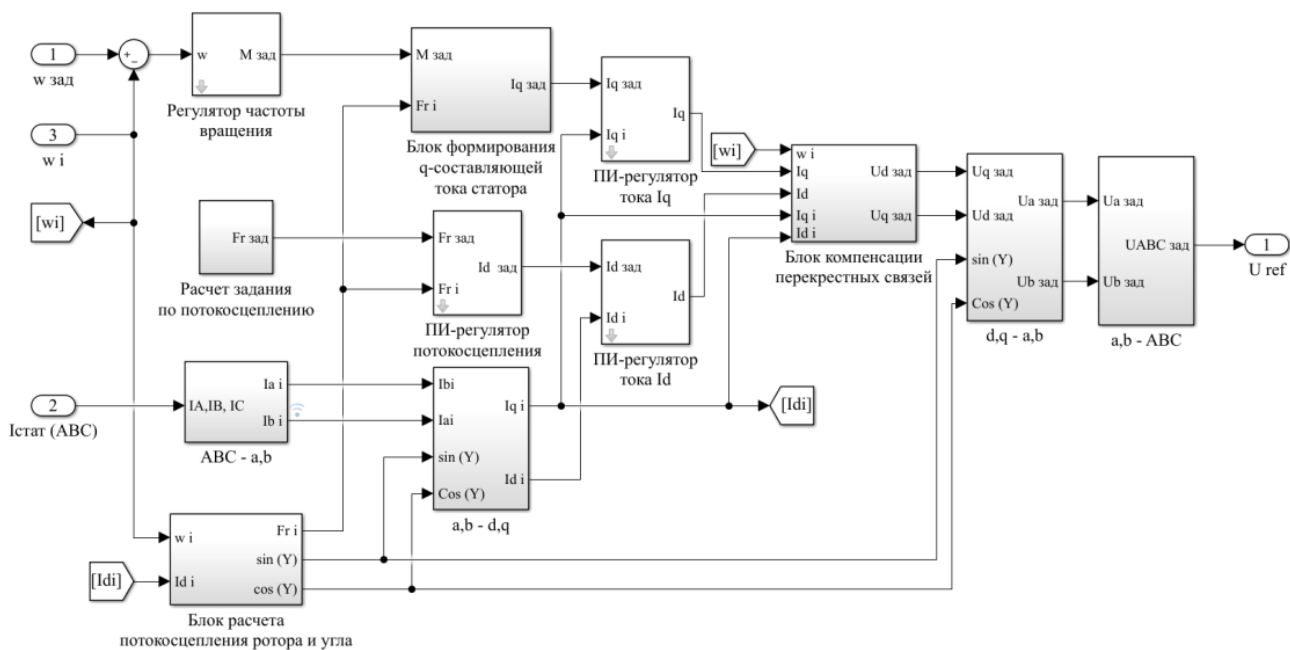 1
w зад
+
_
w
M зад
Регулятор частоты
вращения
3
w i
[wi]
M зад
Fr i
Iq зад
Блок формирования
q-составляющей
тока статора
Iq зад
Iq i
Iq
ПИ-регулятор
тока Iq
[wi]
w i
Iq
Id
Iq i
Id i
Ud зад
Uq зад
Блок компенсации
перекрестных связей
Uq зад
Ud зад
sin (Y)
Cos (Y)
Ua зад
Ub зад
d,q - a,b
Ua зад
Ub зад
UABC зад
a,b - ABC
1
U ref
Fr зад
Расчет задания
по потокосцеплению
Fr зад
Fr i
Id зад
ПИ-регулятор
потокосцепления
Id зад
Id i
Id
ПИ-регулятор
тока Id
2
Iстат (ABC)
IA,IB, IC
Ia i
Ib i
ABC - a,b
Ibi
Iai
sin (Y)
Cos (Y)
Iq i
Id i
a,b - d,q
[Idi]
[Idi]
w i
Id i
Fr i
sin (Y)
cos (Y)
Блок расчета
потокосцепления ротора и угла